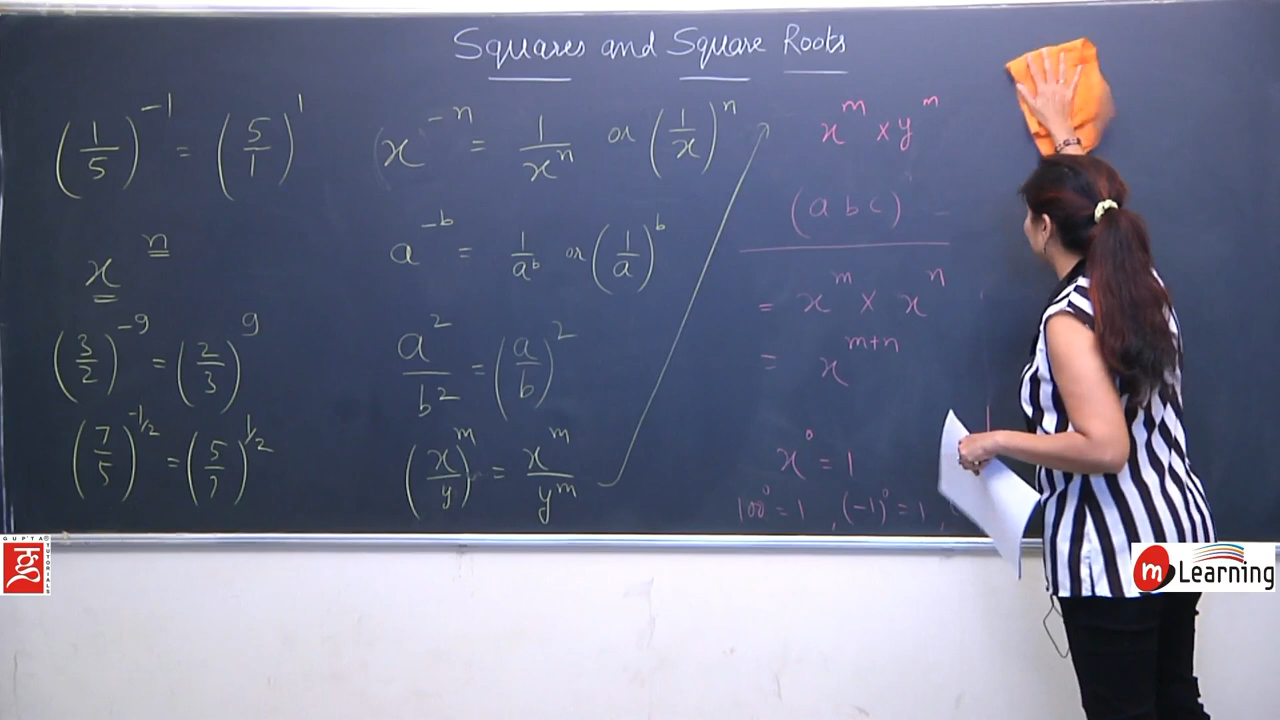 Squares and Square Roots
(1/5)^-1 = (5/1)^1
x^n
(3/2)^-9 = (2/3)^9
(7/5)^-1/2 = (5/7)^1/2
x^-n = 1/x^n or (1/x)^n
a^-b = 1/a^b or (1/a)^b
a^2/b^2 = (a/b)^2
(x/y)^m = x^m/y^m
x^m × y^m
(a b c)
= x^m × x^n
= x^m+n
x^0 = 1
100^0 = 1, (-1)^0 = 1,
GUPTA TUTORIALS
m Learning